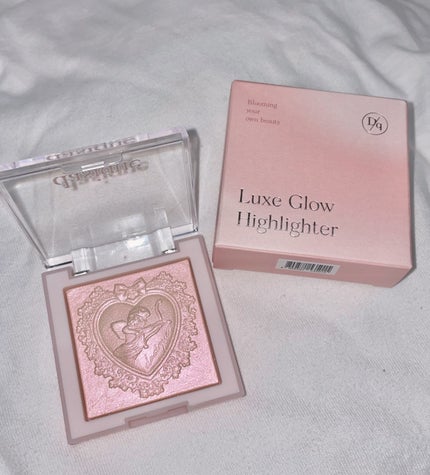 Blooming
your
own beauty
D/p
Luxe Glow
Highlighter